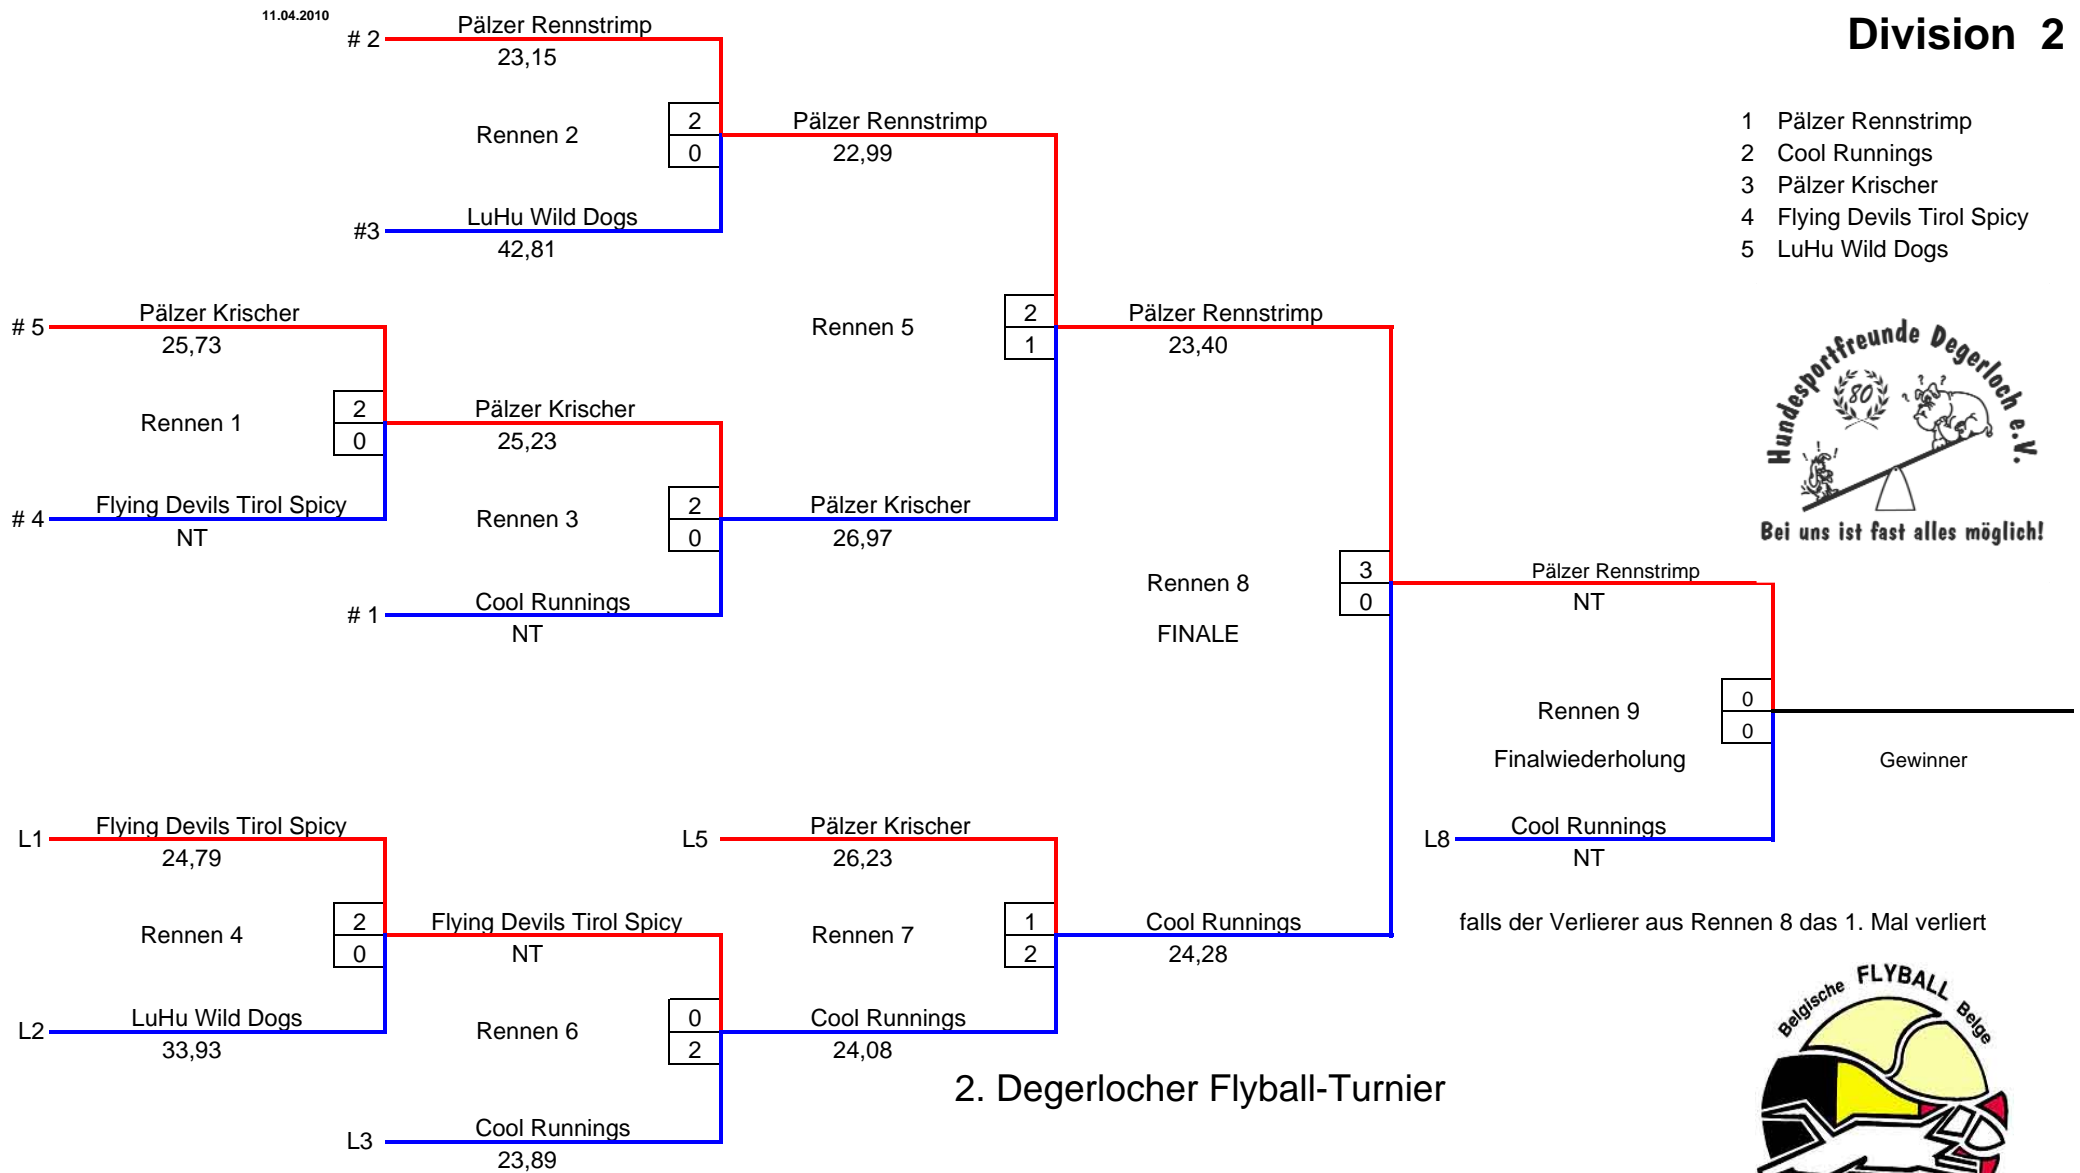 11.04.2010
Division 2
# 2
Pälzer Rennstrimp
23,15
Rennen 2
2
0
Pälzer Rennstrimp
22,99
#3
LuHu Wild Dogs
42,81
1 Pälzer Rennstrimp
2 Cool Runnings
3 Pälzer Krischer
4 Flying Devils Tirol Spicy
5 LuHu Wild Dogs
# 5
Pälzer Krischer
25,73
Rennen 5
2
1
Pälzer Rennstrimp
23,40
Rennen 1
2
0
Pälzer Krischer
25,23
# 4
Flying Devils Tirol Spicy
NT
Rennen 3
2
0
Pälzer Krischer
26,97
# 1
Cool Runnings
NT
Hundesportfreunde Degerloch e.V.
80
Bei uns ist fast alles möglich!
Rennen 8
FINALE
3
0
Pälzer Rennstrimp
NT
Rennen 9
Finalwiederholung
0
0
Gewinner
L1
Flying Devils Tirol Spicy
24,79
L5
Pälzer Krischer
26,23
L8
Cool Runnings
NT
Rennen 4
2
0
Flying Devils Tirol Spicy
NT
Rennen 7
1
2
Cool Runnings
24,28
falls der Verlierer aus Rennen 8 das 1. Mal verliert
L2
LuHu Wild Dogs
33,93
Rennen 6
0
2
Cool Runnings
24,08
2. Degerlocher Flyball-Turnier
L3
Cool Runnings
23,89
Belgische FLYBALL Belge